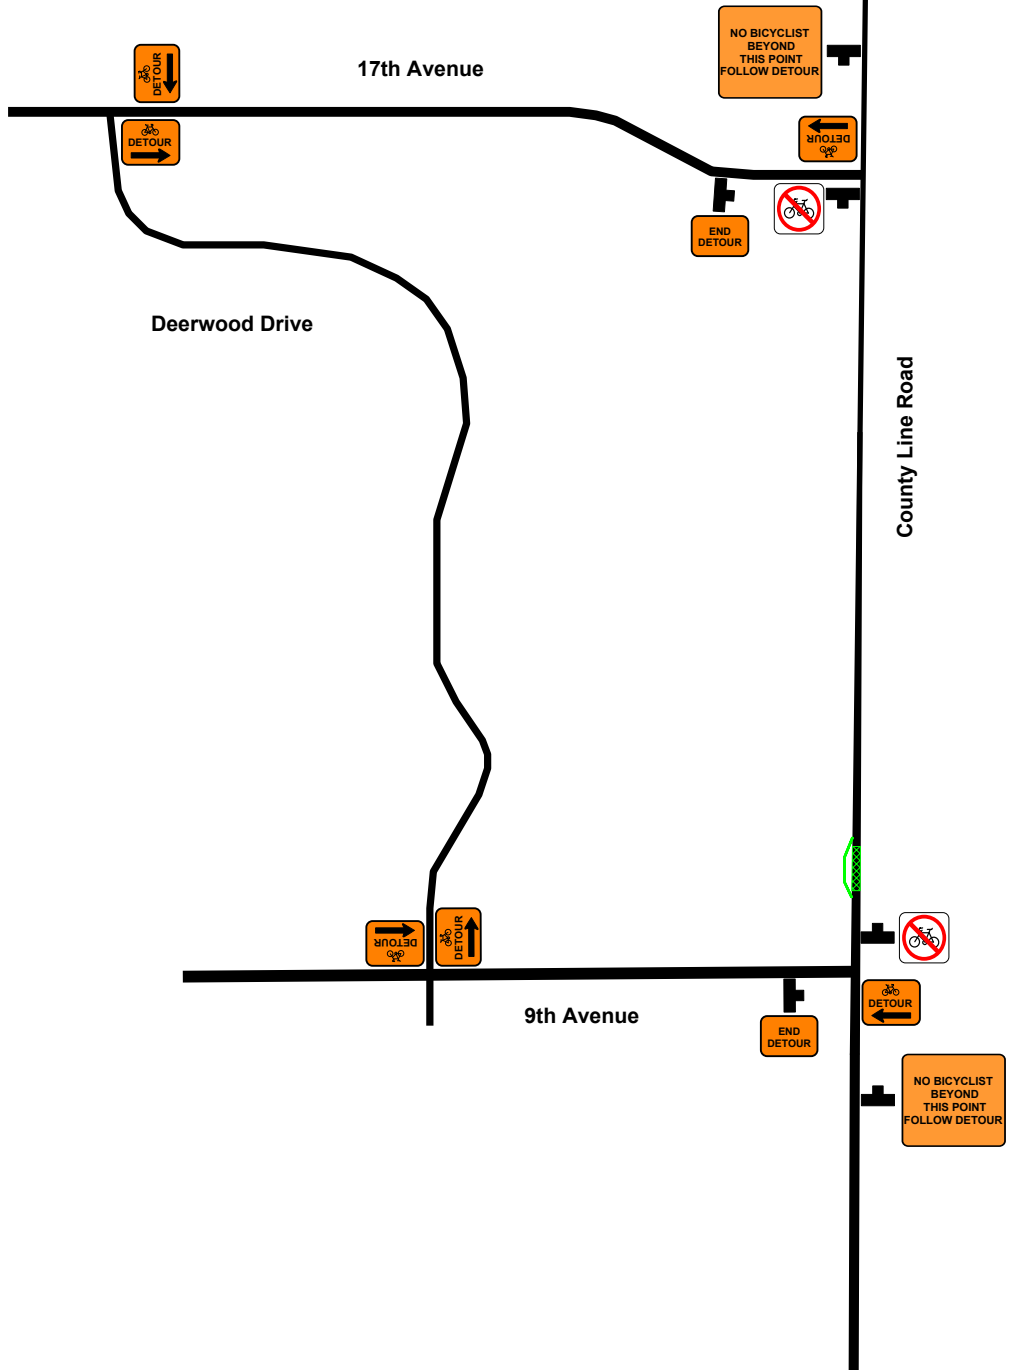 NO BICYCLIST
BEYOND
THIS POINT
FOLLOW DETOUR
DETOUR
17th Avenue
DETOUR
DETOUR
END
DETOUR
Deerwood Drive
County Line Road
DETOUR
DETOUR
DETOUR
9th Avenue
END
DETOUR
NO BICYCLIST
BEYOND
THIS POINT
FOLLOW DETOUR